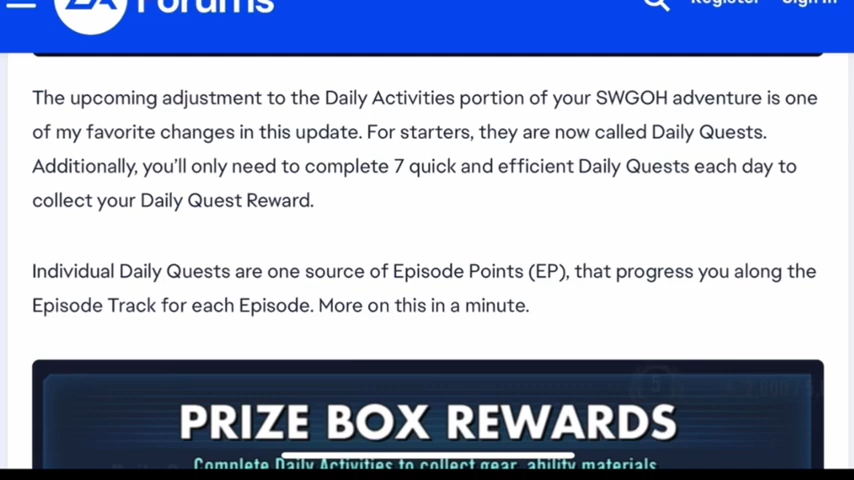 EA Forums
Register Sign In
The upcoming adjustment to the Daily Activities portion of your SWGOH adventure is one
of my favorite changes in this update. For starters, they are now called Daily Quests.
Additionally, you'll only need to complete 7 quick and efficient Daily Quests each day to
collect your Daily Quest Reward.
Individual Daily Quests are one source of Episode Points (EP), that progress you along the
Episode Track for each Episode. More on this in a minute.
5
PRIZE BOX REWARDS
Complete Daily Activities to collect gear, ability materials